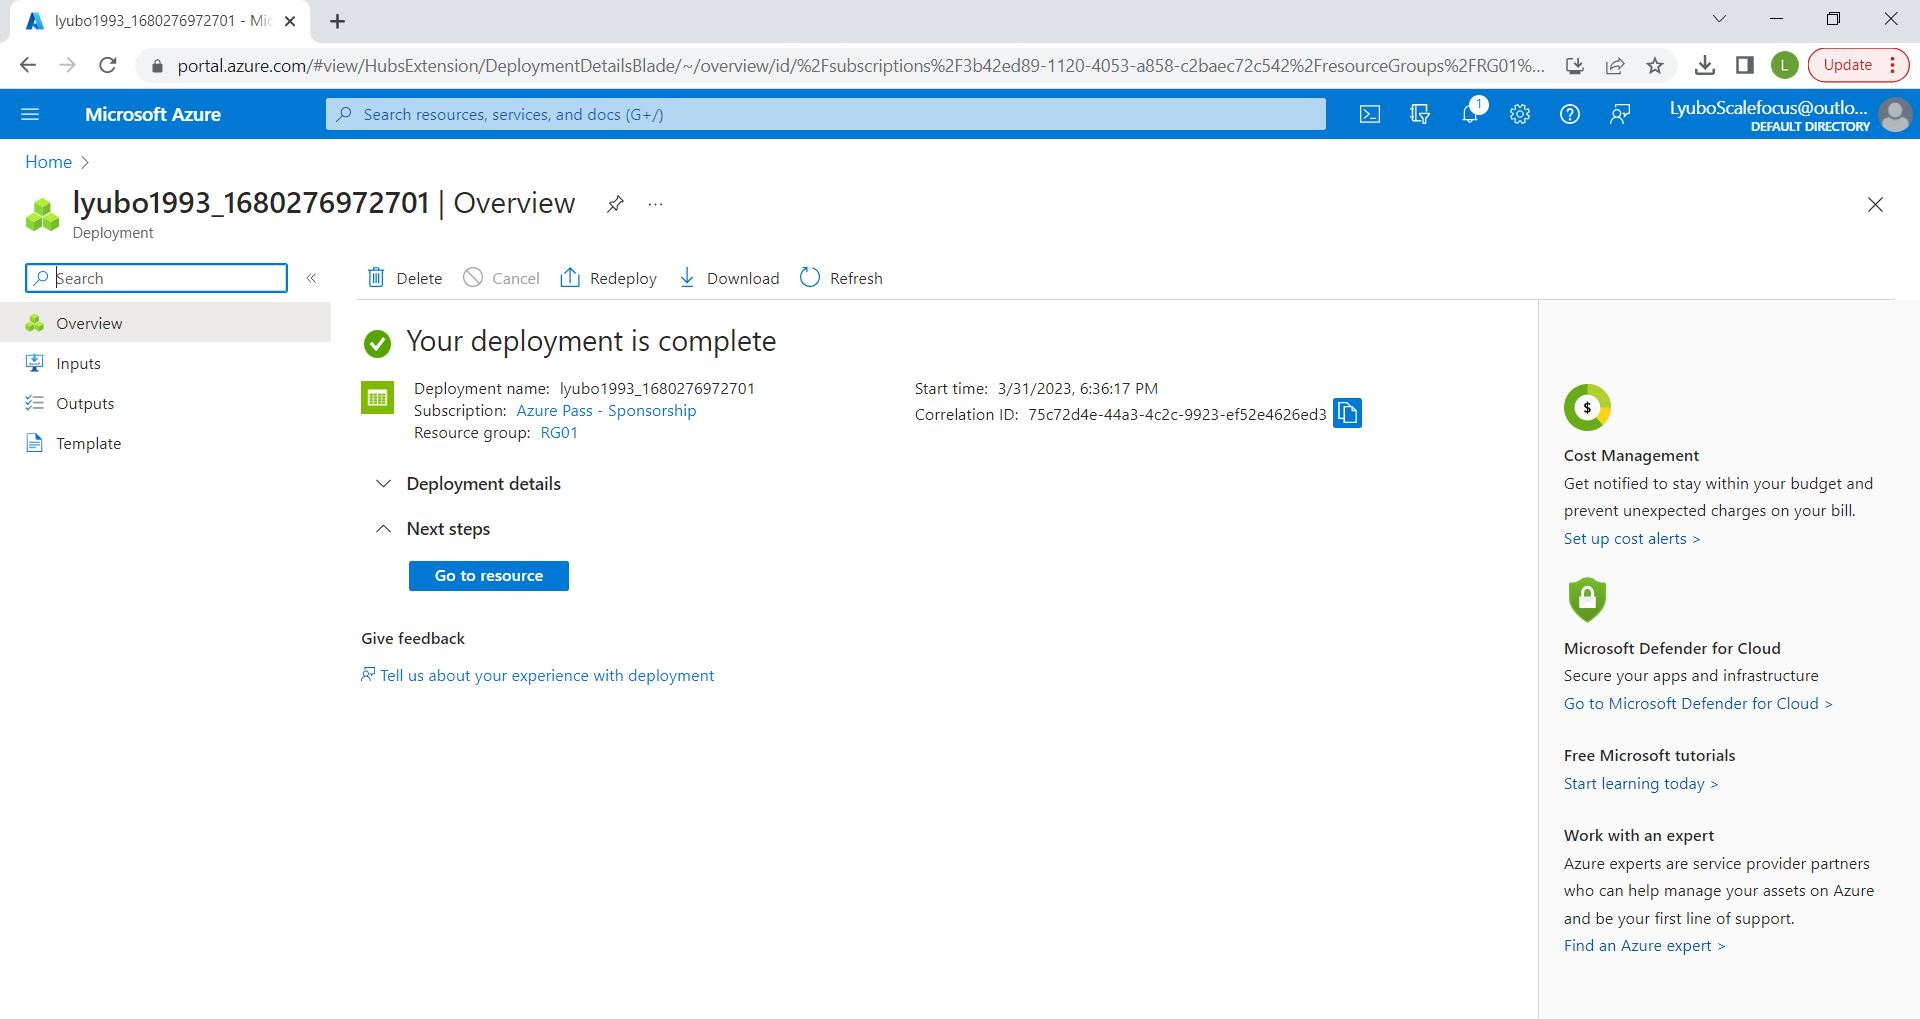 lyubo1993_1680276972701 - Mic
portal.azure.com/#view/HubsExtension/DeploymentDetailsBlade/~/overview/id/%2Fsubscriptions%2F3b42ed89-1120-4053-a858-c2baec72c542%2FresourceGroups%2FRG01%...
L
Update
Microsoft Azure
Search resources, services, and docs (G+/)
1
LyuboScalefocus@outlo...
DEFAULT DIRECTORY
Home
lyubo1993_1680276972701 | Overview
...
Deployment
Search
«
Delete
Cancel
Redeploy
Download
Refresh
Overview
Inputs
Outputs
Template
Your deployment is complete
Deployment name: lyubo1993_1680276972701
Subscription: Azure Pass - Sponsorship
Resource group: RG01
Start time: 3/31/2023, 6:36:17 PM
Correlation ID: 75c72d4e-44a3-4c2c-9923-ef52e4626ed3
Deployment details
Next steps
Go to resource
Give feedback
Tell us about your experience with deployment
$
Cost Management
Get notified to stay within your budget and
prevent unexpected charges on your bill.
Set up cost alerts >
Microsoft Defender for Cloud
Secure your apps and infrastructure
Go to Microsoft Defender for Cloud >
Free Microsoft tutorials
Start learning today >
Work with an expert
Azure experts are service provider partners
who can help manage your assets on Azure
and be your first line of support.
Find an Azure expert >